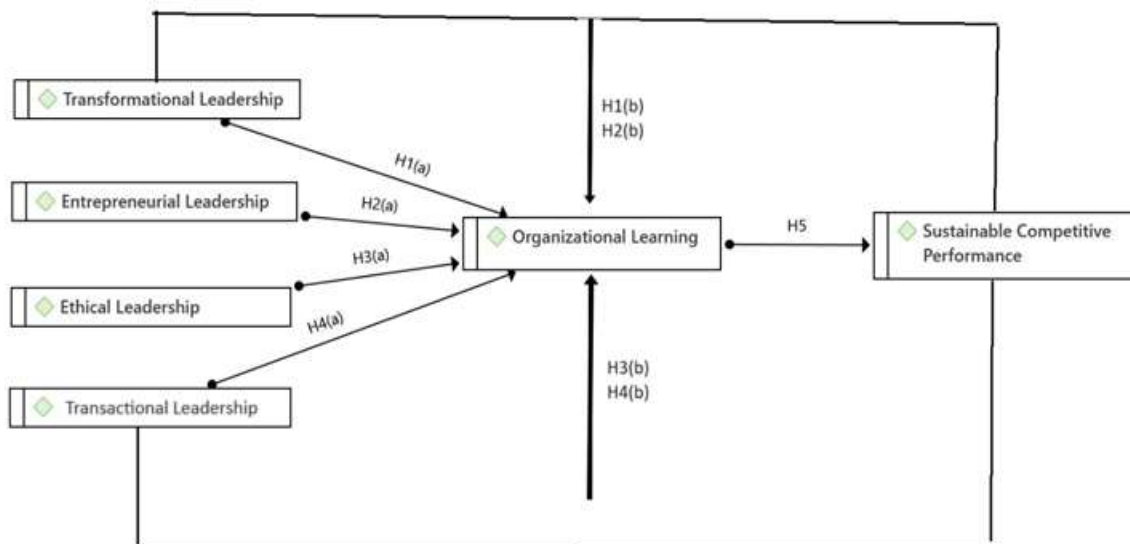 Transformational Leadership
H1(b)
H2(b)
H1(a)
Entrepreneurial Leadership
H2(a)
Organizational Learning
H5
Sustainable Competitive
Performance
H3(a)
Ethical Leadership
H4(a)
H3(b)
H4(b)
Transactional Leadership